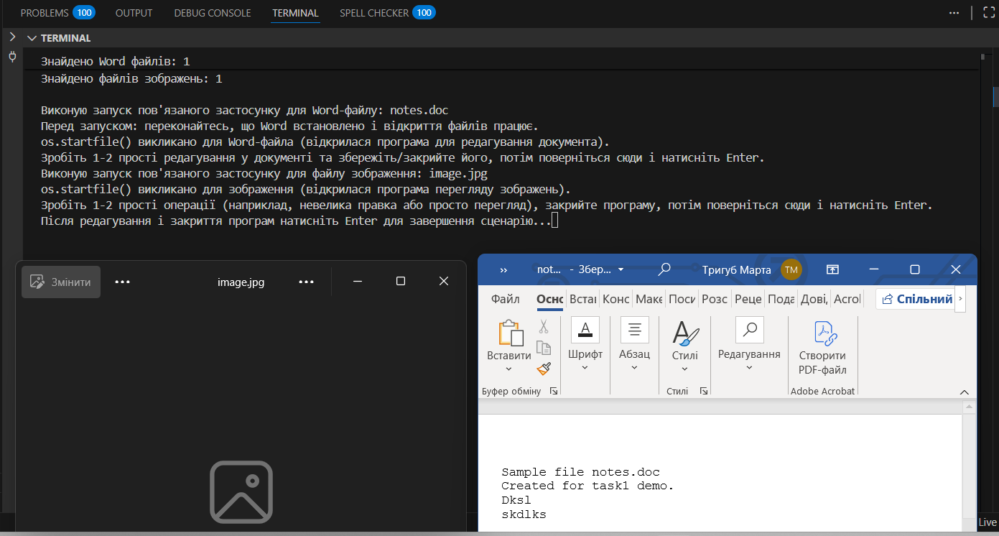 PROBLEMS 100 OUTPUT DEBUG CONSOLE TERMINAL SPELL CHECKER 100
TERMINAL
Знайдено Word файлів: 1
Знайдено файлів зображень: 1
Виконую запуск пов'язаного застосунку для Word-файлу: notes.doc
Перед запуском: переконайтесь, що Word встановлено і відкриття файлів працює.
os.startfile() викликано для Word-файла (відкрилася програма для редагування документа).
Зробіть 1-2 прості редагування у документі та збережіть/закрийте його, потім поверніться сюди і натисніть Enter.
Виконую запуск пов'язаного застосунку для файлу зображення: image.jpg
os.startfile() викликано для зображення (відкрилася програма перегляду зображень).
Зробіть 1-2 прості операції (наприклад, невелика правка або просто перегляд), закрийте програму, потім поверніться сюди і натисніть Enter.
Після редагування і закриття програм натисніть Enter для завершення сценарію...
Змінити image.jpg
not... - Збер... Тригуб Марта ТМ
Файл Оснс Встаı Конс Маке Поси Розс Реце Пода Дові Acrol Спільний
Вставити Шрифт Абзац Стилі Редагування Створити
PDF-файл
Буфер обміну Стилі Adobe Acrobat
Sample file notes.doc
Created for task1 demo.
Dksl
skdlks
Live